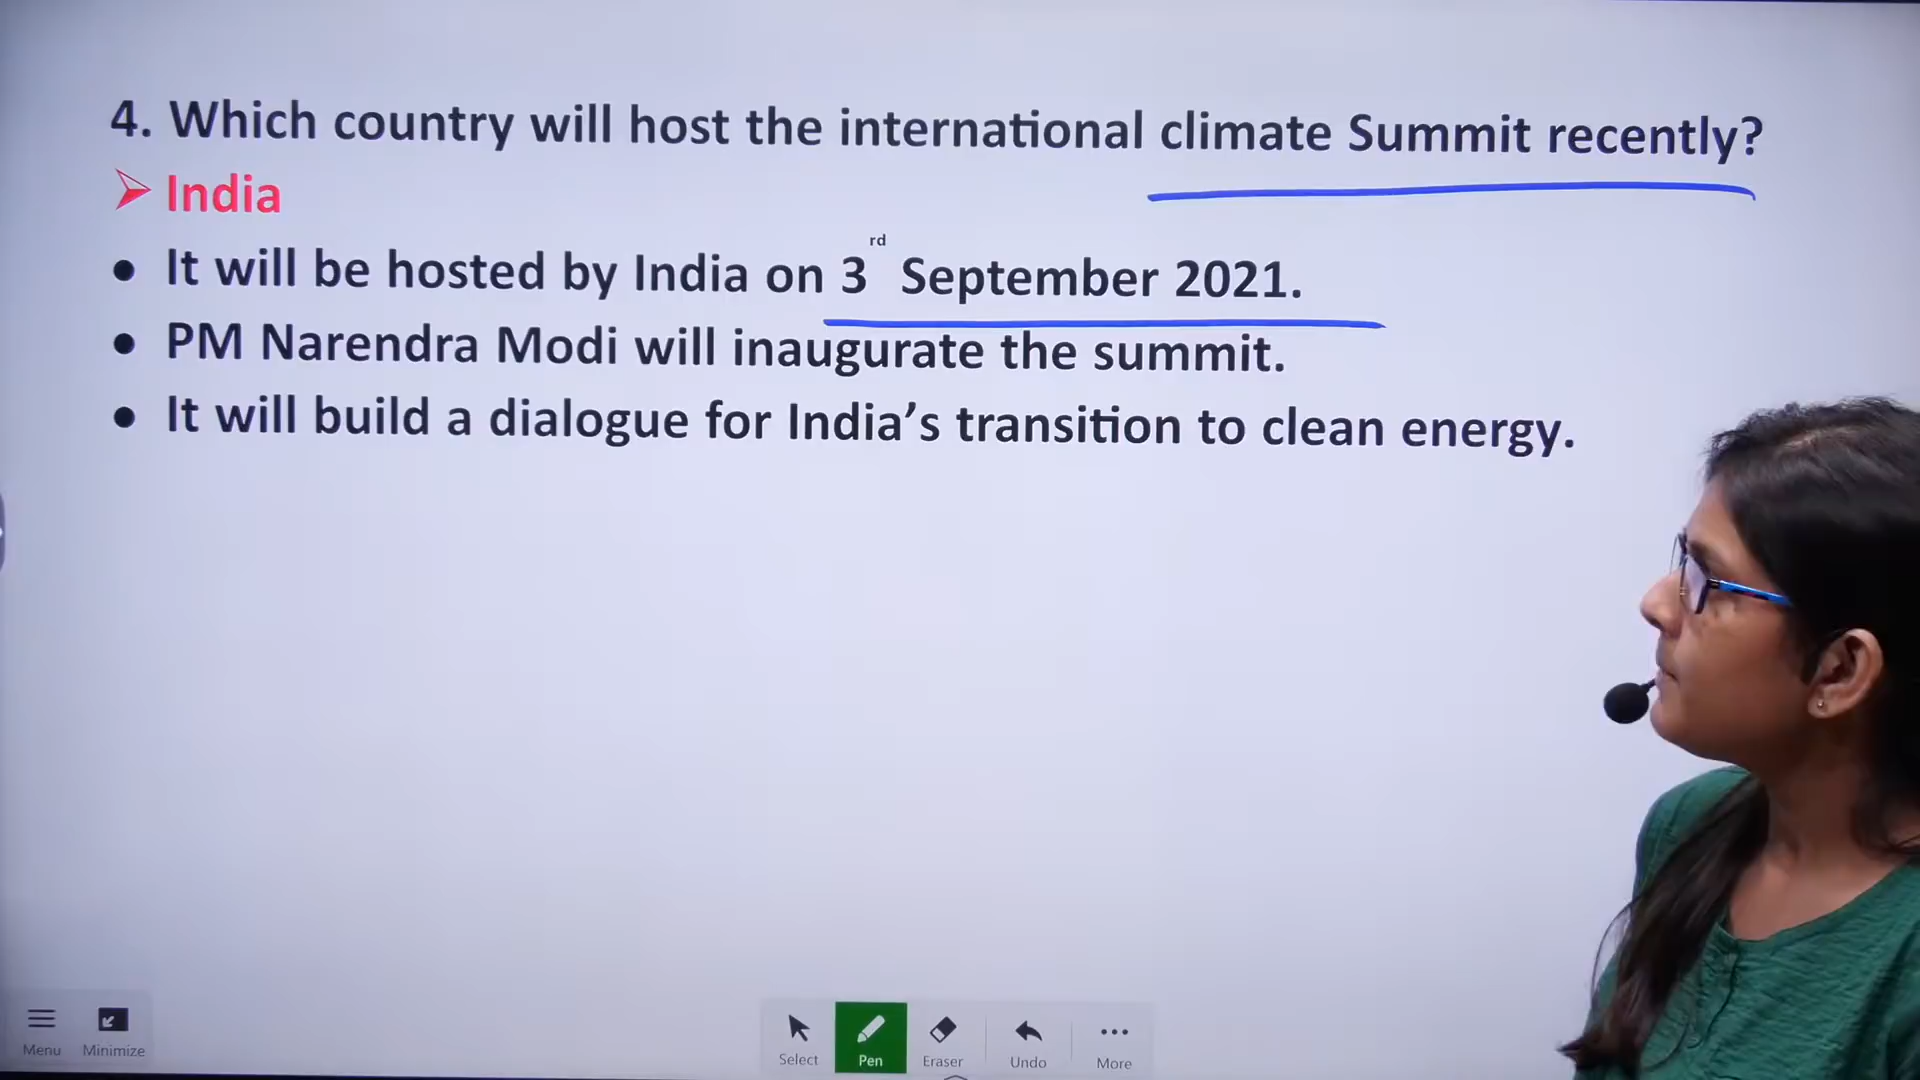 4. Which country will host the international climate Summit recently?
➢ India
• It will be hosted by India on 3rd September 2021.
• PM Narendra Modi will inaugurate the summit.
• It will build a dialogue for India’s transition to clean energy.
Menu Minimize Select Pen Eraser Undo More